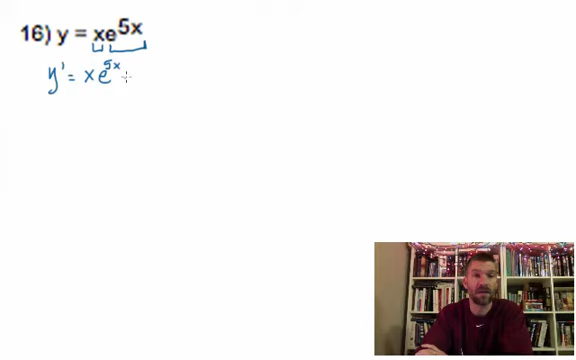 16) y = xe^5x
y' = xe^5x ·